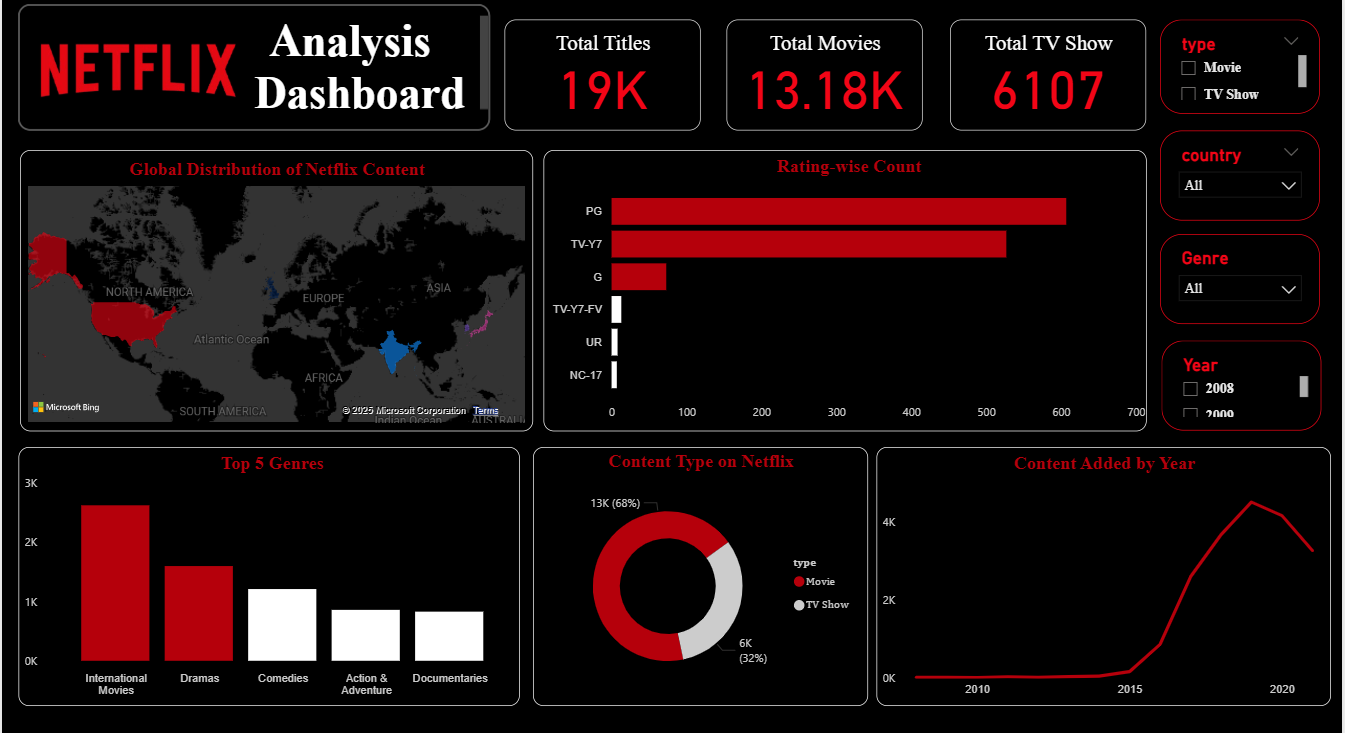 NETFLIX
Analysis
Dashboard
Total Titles
19K
Total Movies
13.18K
Total TV Show
6107
type
Movie
TV Show
country
All
Genre
All
Year
2008
2009
Global Distribution of Netflix Content
NORTH AMERICA
EUROPE
ASIA
Atlantic Ocean
AFRICA
SOUTH AMERICA
Indian Ocean
AUSTRALI
Microsoft Bing
© 2025 Microsoft Corporation Terms
Rating-wise Count
PG
TV-Y7
G
TV-Y7-FV
UR
NC-17
0 100 200 300 400 500 600 700
Top 5 Genres
3K
2K
1K
0K
International
Movies
Dramas
Comedies
Action &
Adventure
Documentaries
Content Type on Netflix
13K (68%)
6K
(32%)
type
Movie
TV Show
Content Added by Year
4K
2K
0K
2010 2015 2020